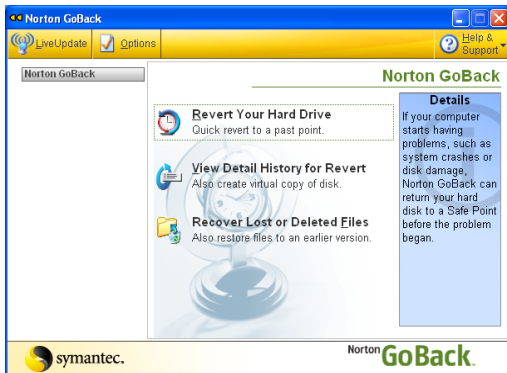 Norton GoBack
LiveUpdate
Options
Help &
Support
Norton GoBack
Norton GoBack
Revert Your Hard Drive
Quick revert to a past point.
View Detail History for Revert
Also create virtual copy of disk.
Recover Lost or Deleted Files
Also restore files to an earlier version.
Details
If your computer
starts having
problems, such as
system crashes or
disk damage,
Norton GoBack can
return your hard
disk to a Safe Point
before the problem
began.
symantec.
Norton GoBack